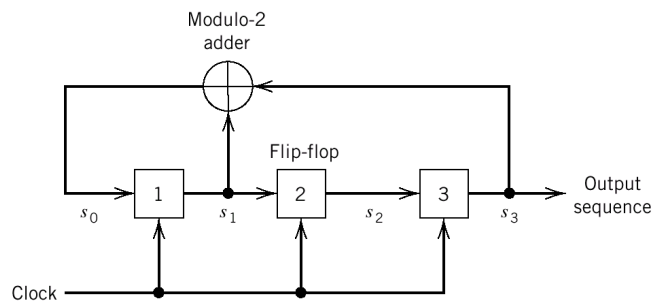 Modulo-2
adder
Flip-flop
1
2
3
Output
sequence
s0
s1
s2
s3
Clock